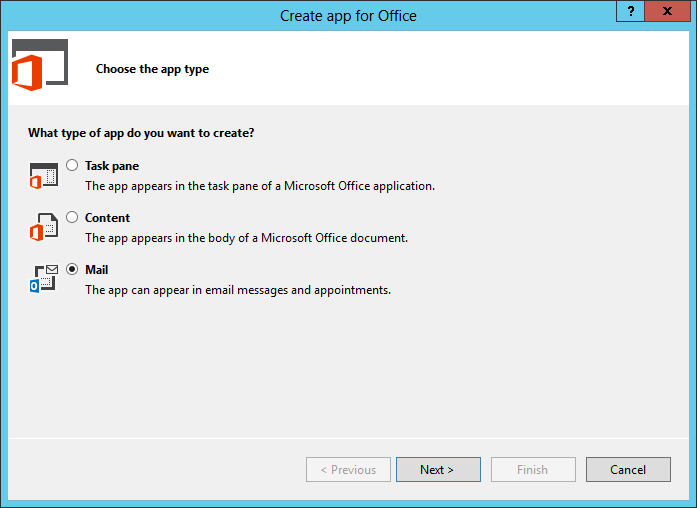 Create app for Office
?
x
Choose the app type
What type of app do you want to create?
Task pane
The app appears in the task pane of a Microsoft Office application.
Content
The app appears in the body of a Microsoft Office document.
Mail
The app can appear in email messages and appointments.
< Previous
Next >
Finish
Cancel